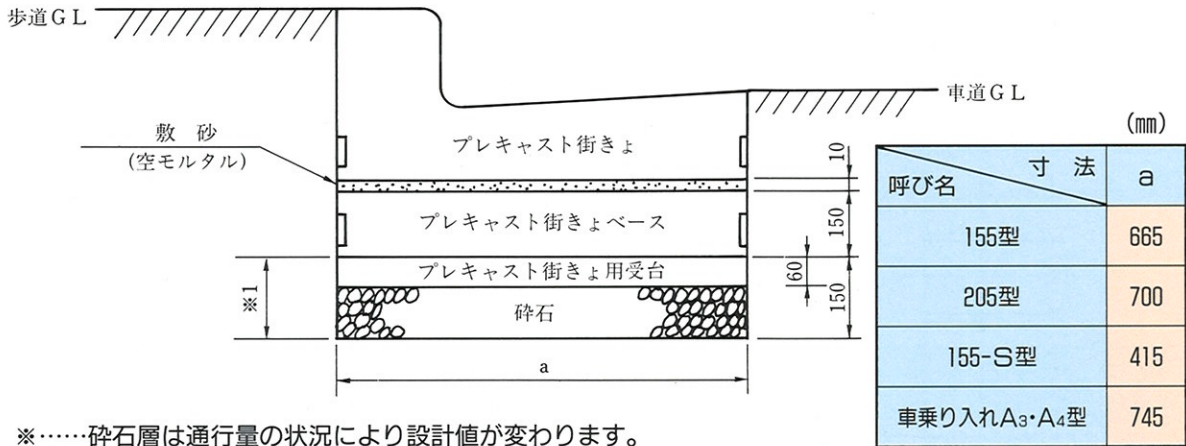 歩道GL
車道GL
敷 砂
(空モルタル)
プレキャスト街きょ
10
プレキャスト街きょベース
150
プレキャスト街きょ用受台
60
※1
砕石
150
a
(mm)
呼び名 寸 法 a
155型 665
205型 700
155-S型 415
車乗り入れA₃・A₄型 745
※……砕石層は通行量の状況により設計値が変わります。